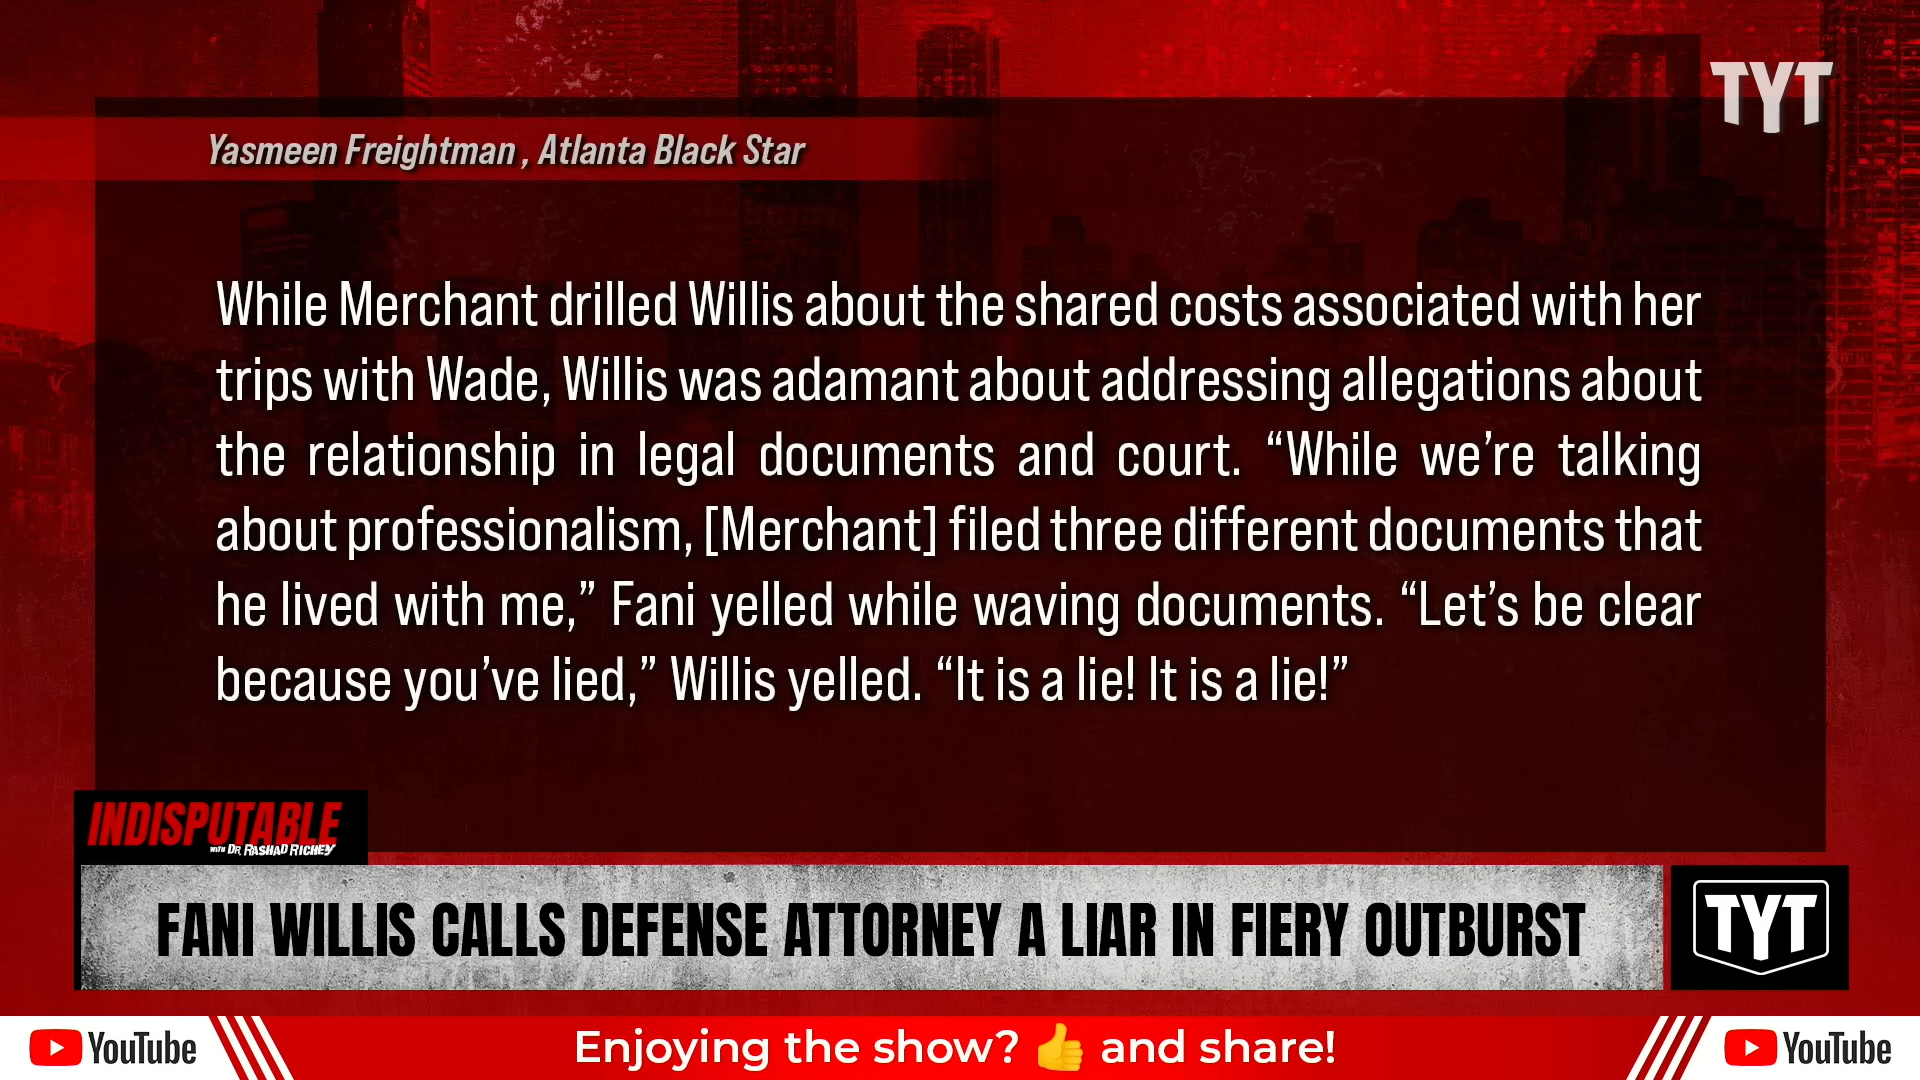 TYT
Yasmeen Freightman , Atlanta Black Star
While Merchant drilled Willis about the shared costs associated with her
trips with Wade, Willis was adamant about addressing allegations about
the relationship in legal documents and court. “While we’re talking
about professionalism, [Merchant] filed three different documents that
he lived with me,” Fani yelled while waving documents. “Let’s be clear
because you’ve lied,” Willis yelled. “It is a lie! It is a lie!”
INDISPUTABLE
WITH DR RASHAD RICHEY
FANI WILLIS CALLS DEFENSE ATTORNEY A LIAR IN FIERY OUTBURST
TYT
YouTube
Enjoying the show? 👍 and share!
YouTube